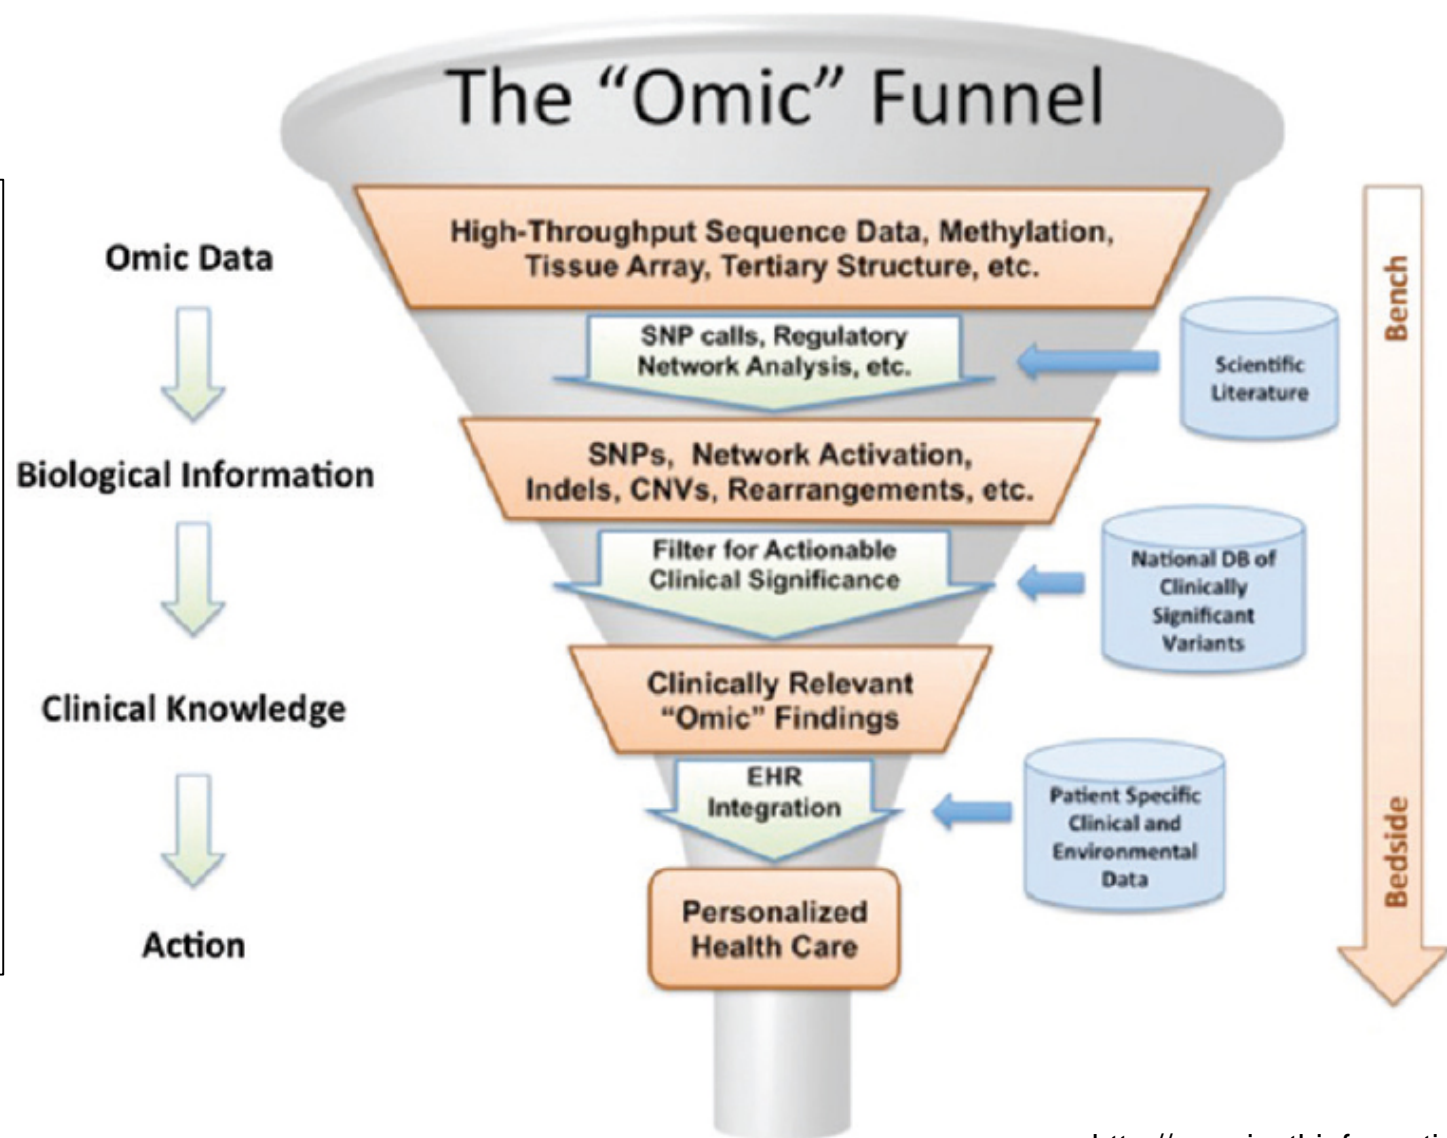 The “Omic” Funnel
Omic Data
High-Throughput Sequence Data, Methylation,
Tissue Array, Tertiary Structure, etc.
Bench
SNP calls, Regulatory
Network Analysis, etc.
Scientific
Literature
Biological Information
SNPs, Network Activation,
Indels, CNVs, Rearrangements, etc.
Filter for Actionable
Clinical Significance
National DB of
Clinically
Significant
Variants
Clinical Knowledge
Clinically Relevant
“Omic” Findings
EHR
Integration
Patient Specific
Clinical and
Environmental
Data
Bedside
Action
Personalized
Health Care